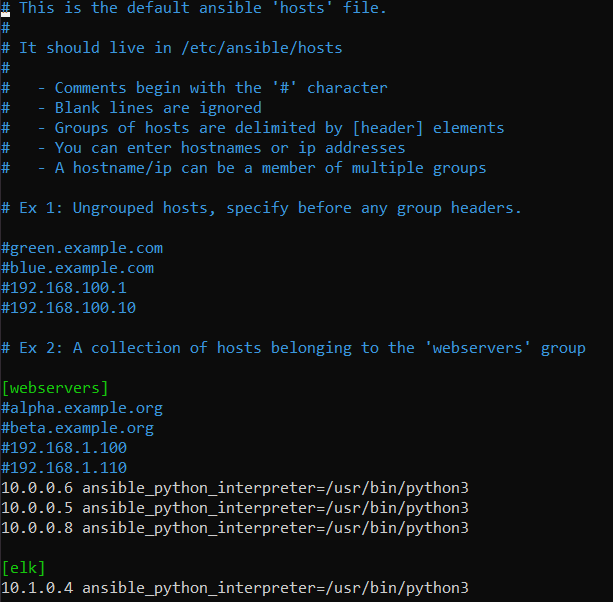 # This is the default ansible 'hosts' file.
#
# It should live in /etc/ansible/hosts
#
#   - Comments begin with the '#' character
#   - Blank lines are ignored
#   - Groups of hosts are delimited by [header] elements
#   - You can enter hostnames or ip addresses
#   - A hostname/ip can be a member of multiple groups

# Ex 1: Ungrouped hosts, specify before any group headers.

#green.example.com
#blue.example.com
#192.168.100.1
#192.168.100.10

# Ex 2: A collection of hosts belonging to the 'webservers' group

[webservers]
#alpha.example.org
#beta.example.org
#192.168.1.100
#192.168.1.110
10.0.0.6 ansible_python_interpreter=/usr/bin/python3
10.0.0.5 ansible_python_interpreter=/usr/bin/python3
10.0.0.8 ansible_python_interpreter=/usr/bin/python3

[elk]
10.1.0.4 ansible_python_interpreter=/usr/bin/python3